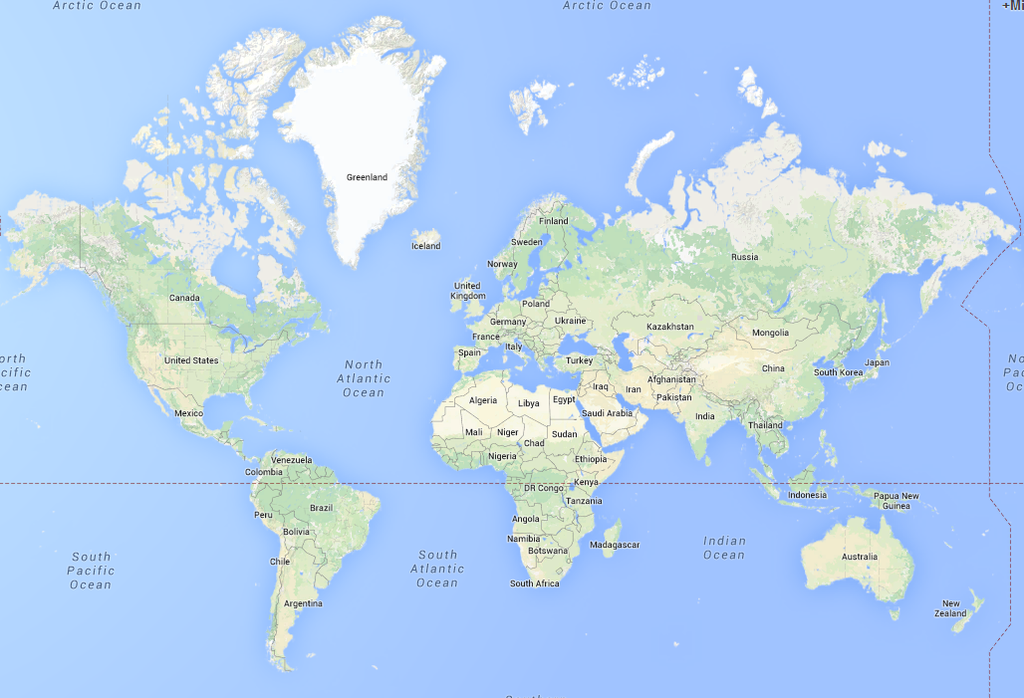 Arctic Ocean
Arctic Ocean
+Mi
Greenland
Iceland
Finland
Sweden
Norway
Russia
United
Kingdom
Poland
Canada
Germany
Ukraine
Kazakhstan
Mongolia
France
Italy
Spain
Turkey
United States
China
Japan
South Korea
North
Atlantic
Ocean
orth
acific
cean
No
Pac
Oc
Afghanistan
Iraq
Iran
Pakistan
Algeria
Libya
Egypt
Saudi Arabia
Mexico
India
Thailand
Mali
Niger
Chad
Sudan
Nigeria
Ethiopia
Venezuela
Colombia
Kenya
DR Congo
Tanzania
Indonesia
Papua New
Guinea
Peru
Brazil
Angola
Bolivia
Namibia
Botswana
Madagascar
Indian
Ocean
Australia
Chile
South
Pacific
Ocean
South
Atlantic
Ocean
South Africa
Argentina
New
Zealand